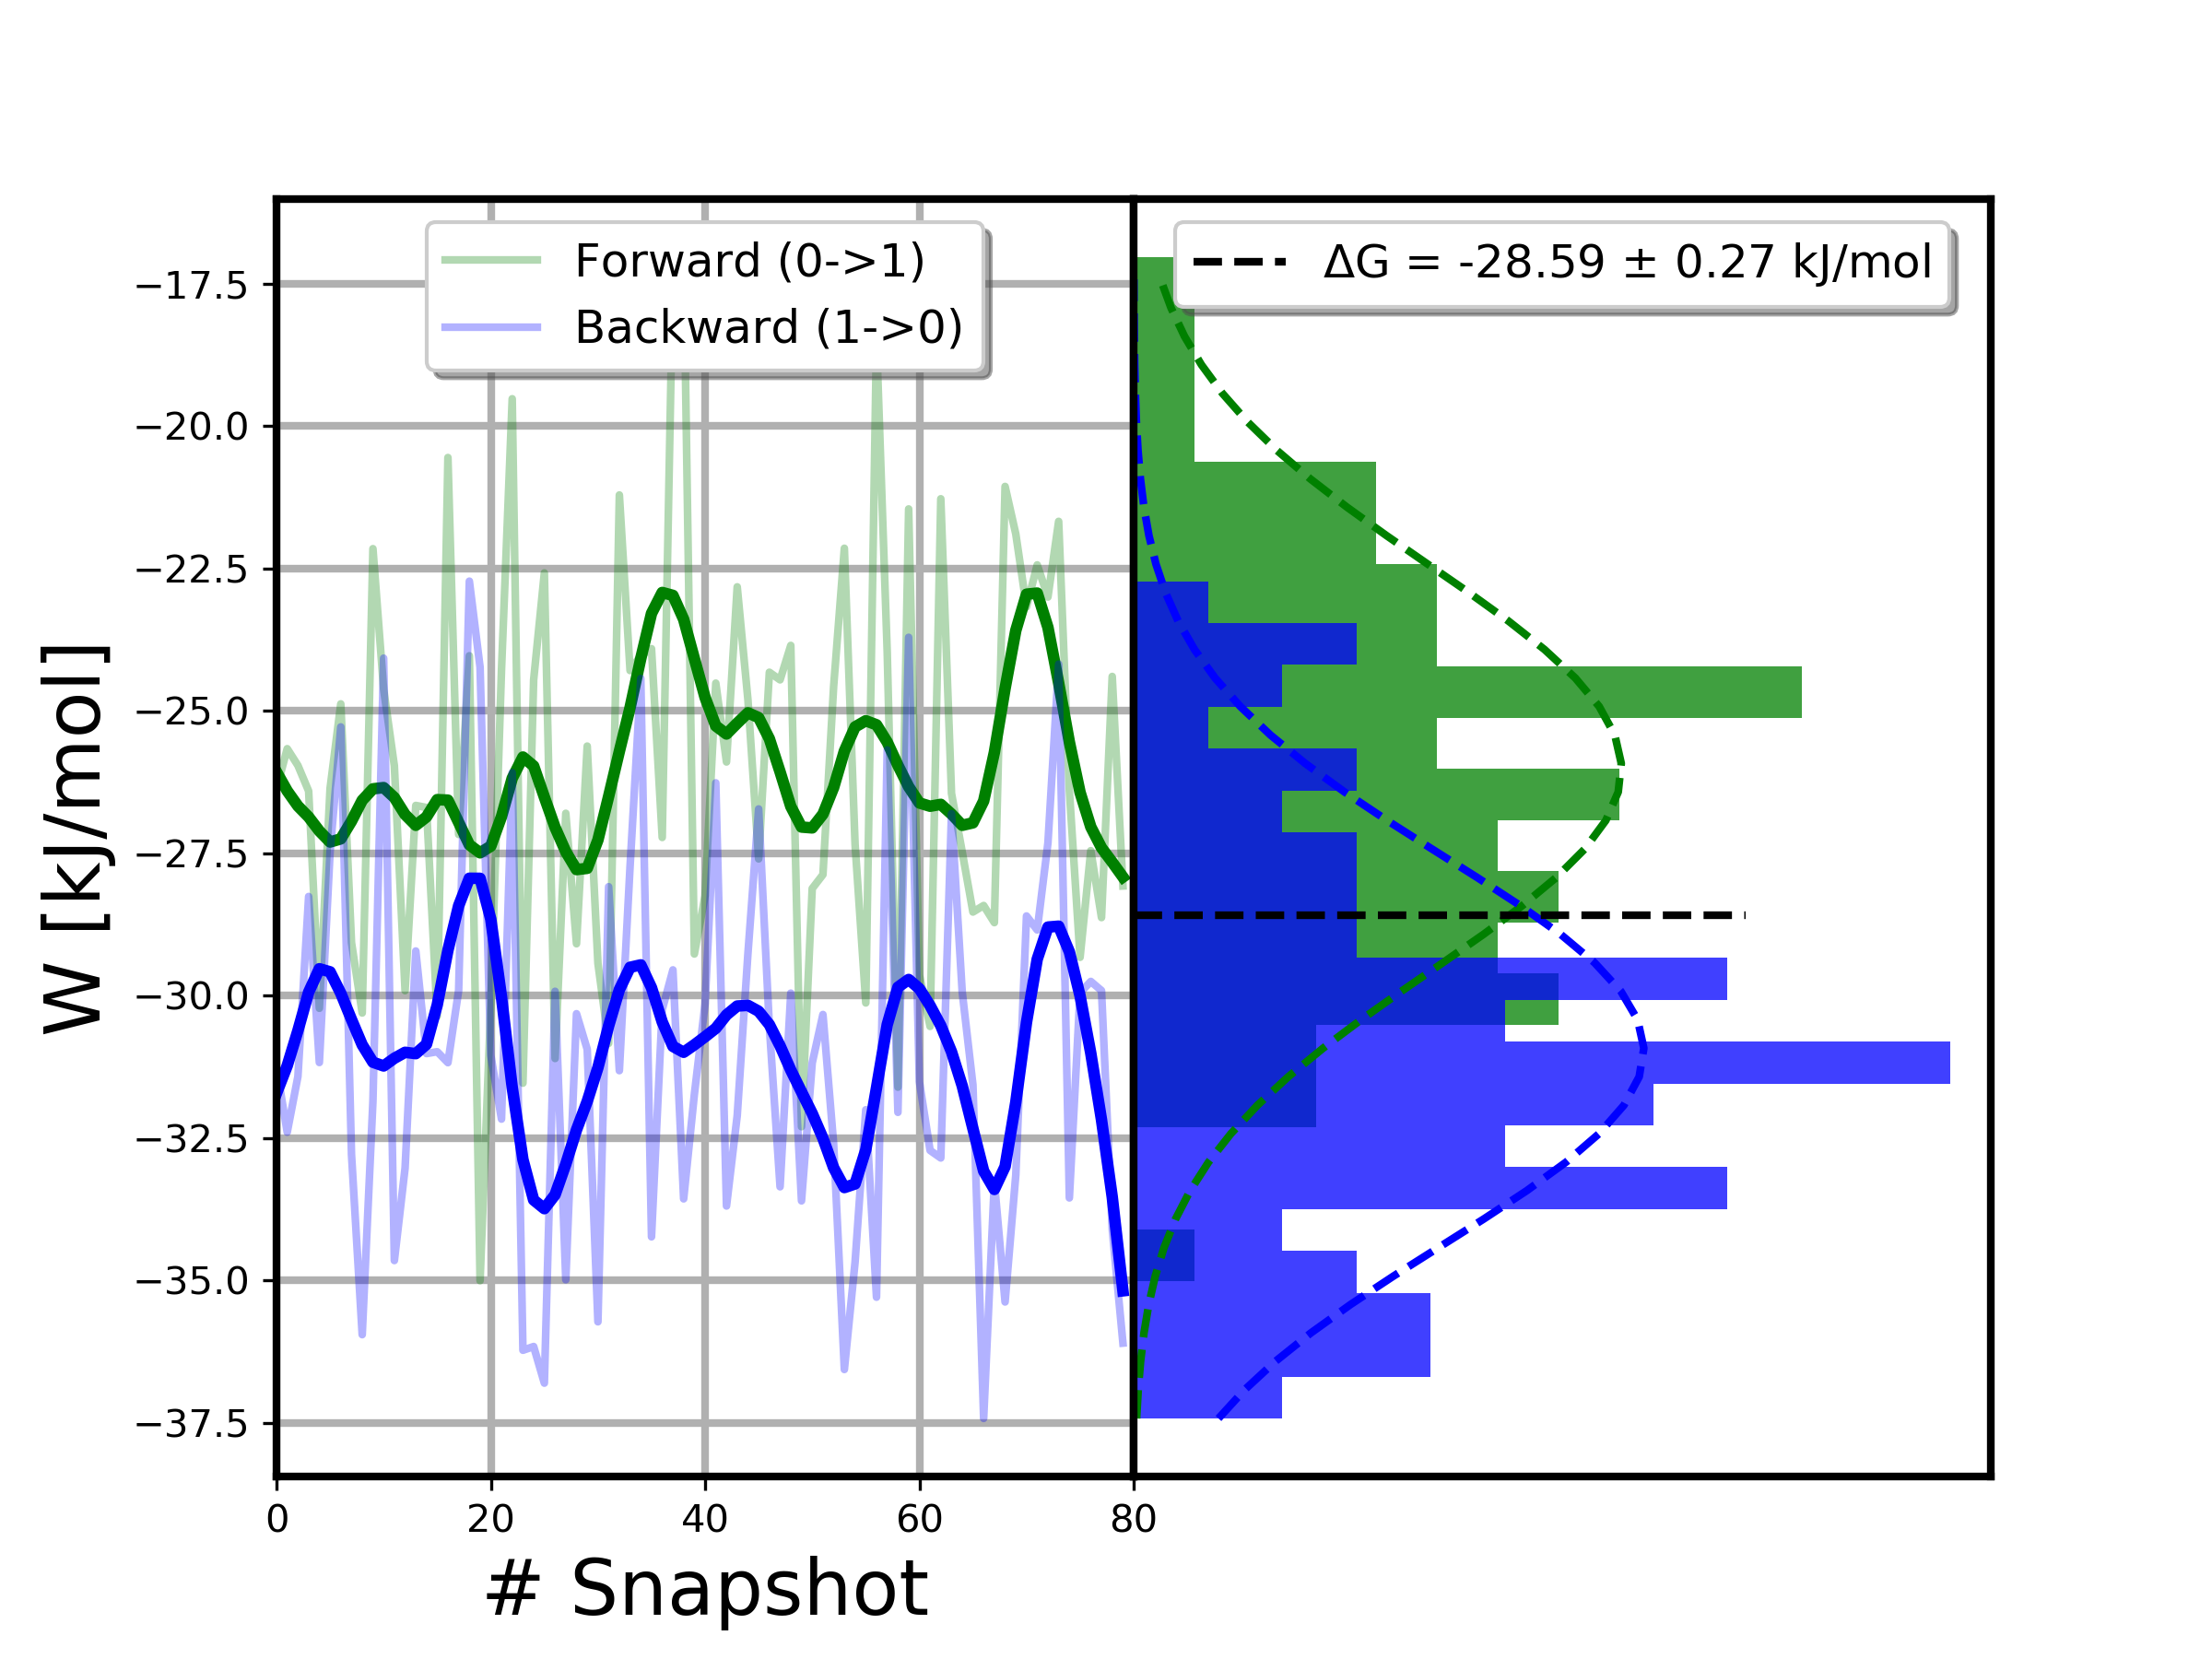 Forward (0->1)
Backward (1->0)
ΔG = -28.59 ± 0.27 kJ/mol
W [kJ/mol]
−17.5
−20.0
−22.5
−25.0
−27.5
−30.0
−32.5
−35.0
−37.5
0 20 40 60 80
# Snapshot